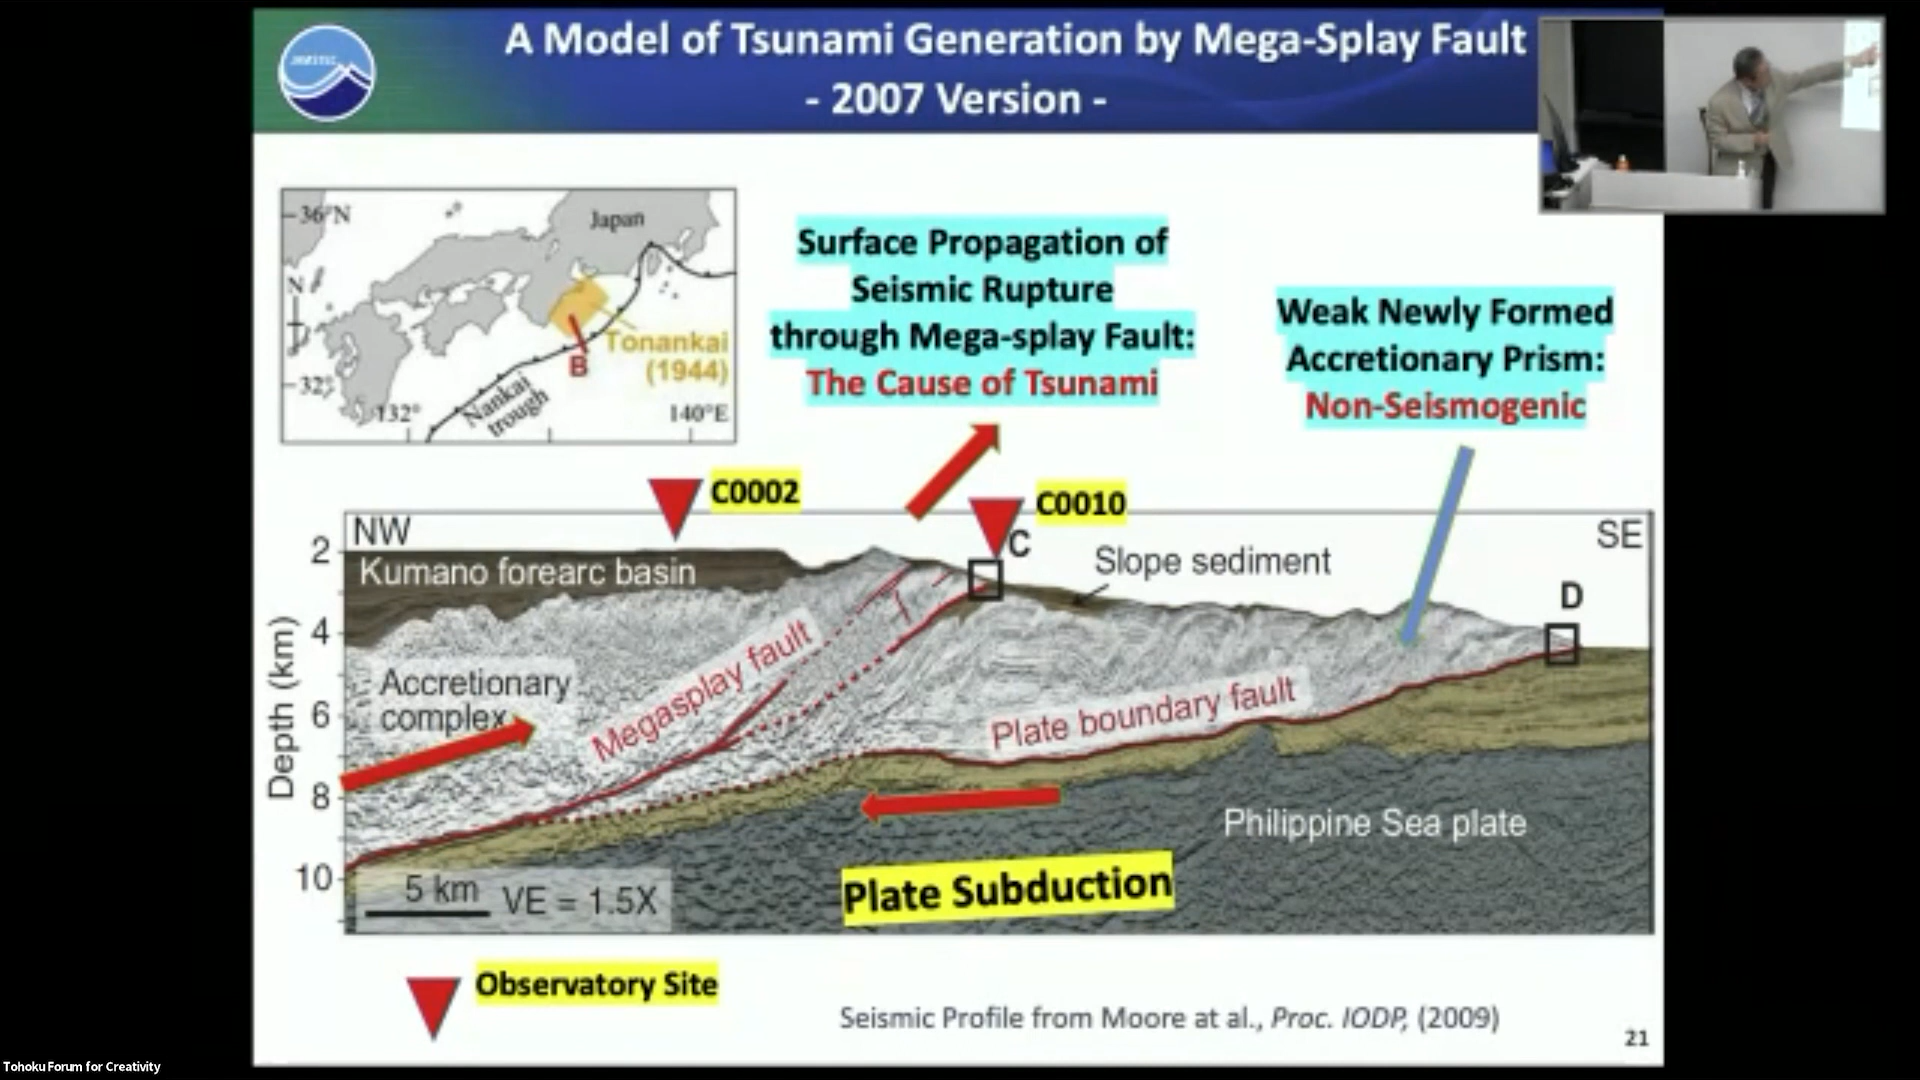 A Model of Tsunami Generation by Mega-Splay Fault
- 2007 Version -
JAMSTEC
36°N
Japan
N
Tonankai
(1944)
B
32°
132°
Nankai
trough
140°E
Surface Propagation of
Seismic Rupture
through Mega-splay Fault:
The Cause of Tsunami
Weak Newly Formed
Accretionary Prism:
Non-Seismogenic
C0002
C0010
NW
C
SE
2
Kumano forearc basin
Slope sediment
D
4
Depth (km)
Megasplay fault
Accretionary
complex
6
Plate boundary fault
8
Philippine Sea plate
10
5 km VE = 1.5X
Plate Subduction
Observatory Site
Seismic Profile from Moore at al., Proc. IODP, (2009)
21
Tohoku Forum for Creativity